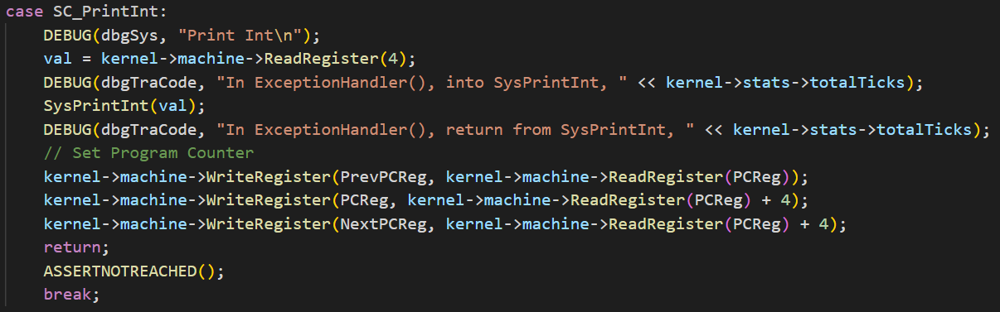 case SC_PrintInt:
    DEBUG(dbgSys, "Print Int\n");
    val = kernel->machine->ReadRegister(4);
    DEBUG(dbgTraCode, "In ExceptionHandler(), into SysPrintInt, " << kernel->stats->totalTicks);
    SysPrintInt(val);
    DEBUG(dbgTraCode, "In ExceptionHandler(), return from SysPrintInt, " << kernel->stats->totalTicks);
    // Set Program Counter
    kernel->machine->WriteRegister(PrevPCReg, kernel->machine->ReadRegister(PCReg));
    kernel->machine->WriteRegister(PCReg, kernel->machine->ReadRegister(PCReg) + 4);
    kernel->machine->WriteRegister(NextPCReg, kernel->machine->ReadRegister(PCReg) + 4);
    return;
    ASSERTNOTREACHED();
    break;